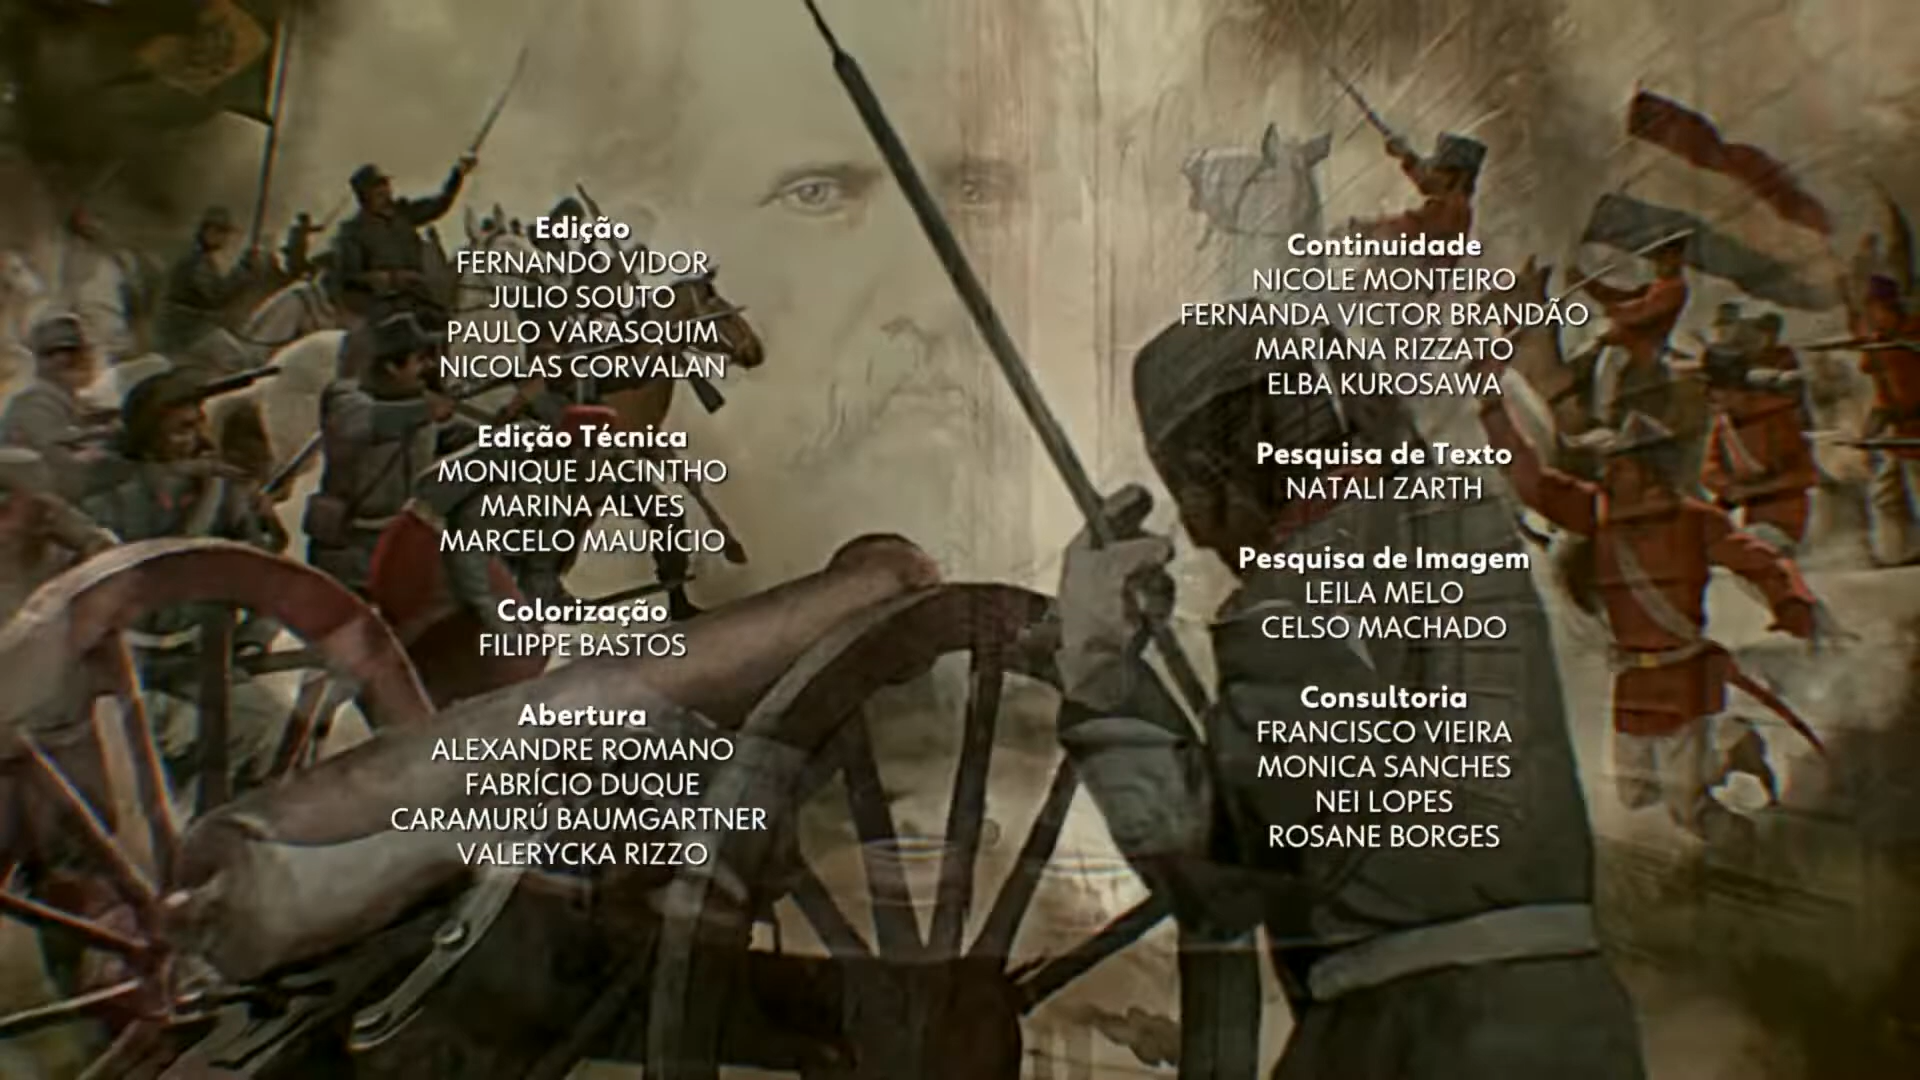 Edição
FERNANDO VIDOR
JULIO SOUTO
PAULO VARASQUIM
NICOLAS CORVALAN
Edição Técnica
MONIQUE JACINTHO
MARINA ALVES
MARCELO MAURÍCIO
Colorização
FILIPPE BASTOS
Abertura
ALEXANDRE ROMANO
FABRÍCIO DUQUE
CARAMURÚ BAUMGARTNER
VALERYCKA RIZZO
Continuidade
NICOLE MONTEIRO
FERNANDA VICTOR BRANDÃO
MARIANA RIZZATO
ELBA KUROSAWA
Pesquisa de Texto
NATALI ZARTH
Pesquisa de Imagem
LEILA MELO
CELSO MACHADO
Consultoria
FRANCISCO VIEIRA
MONICA SANCHES
NEI LOPES
ROSANE BORGES